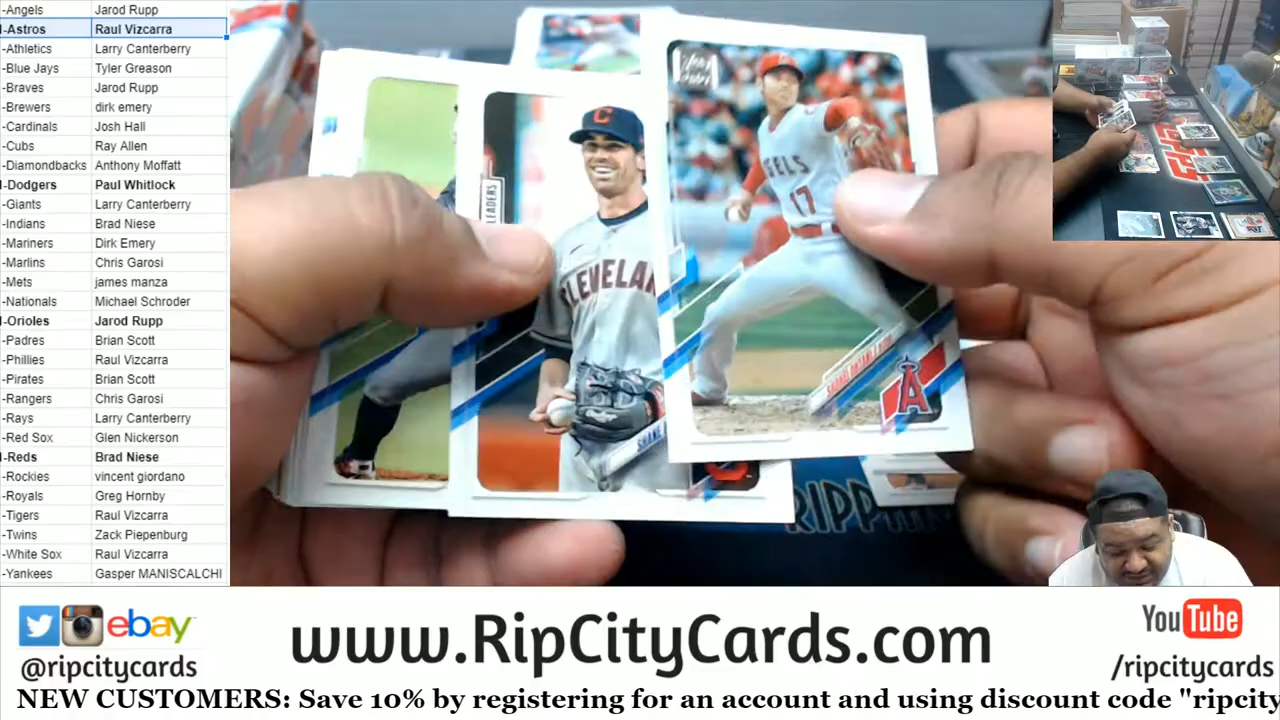 -Angels Jarod Rupp
-Astros Raul Vizcarra
-Athletics Larry Canterberry
-Blue Jays Tyler Greason
-Braves Jarod Rupp
-Brewers dirk emery
-Cardinals Josh Hall
-Cubs Ray Allen
-Diamondbacks Anthony Moffatt
-Dodgers Paul Whitlock
-Giants Larry Canterberry
-Indians Brad Niese
-Mariners Dirk Emery
-Marlins Chris Garosi
-Mets james manza
-Nationals Michael Schroder
-Orioles Jarod Rupp
-Padres Brian Scott
-Phillies Raul Vizcarra
-Pirates Brian Scott
-Rangers Chris Garosi
-Rays Larry Canterberry
-Red Sox Glen Nickerson
-Reds Brad Niese
-Rockies vincent giordano
-Royals Greg Hornby
-Tigers Raul Vizcarra
-Twins Zack Piepenburg
-White Sox Raul Vizcarra
-Yankees Gasper MANISCALCHI
LEADERS
C
CLEVELAN
SHANE
GELS
17
A
RIPP
ebay
@ripcitycards
www.RipCityCards.com
YouTube
/ripcitycards
NEW CUSTOMERS: Save 10% by registering for an account and using discount code "ripcity